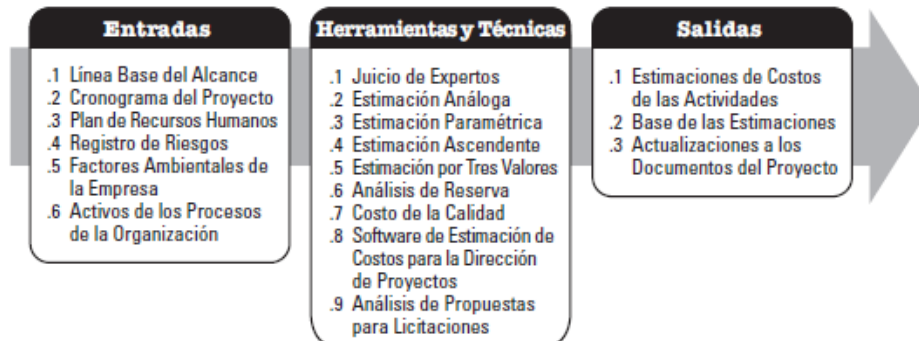 Entradas
.1 Línea Base del Alcance
.2 Cronograma del Proyecto
.3 Plan de Recursos Humanos
.4 Registro de Riesgos
.5 Factores Ambientales de
la Empresa
.6 Activos de los Procesos
de la Organización
Herramientas y Técnicas
.1 Juicio de Expertos
.2 Estimación Análoga
.3 Estimación Paramétrica
.4 Estimación Ascendente
.5 Estimación por Tres Valores
.6 Análisis de Reserva
.7 Costo de la Calidad
.8 Software de Estimación de
Costos para la Dirección
de Proyectos
.9 Análisis de Propuestas
para Licitaciones
Salidas
.1 Estimaciones de Costos
de las Actividades
.2 Base de las Estimaciones
.3 Actualizaciones a los
Documentos del Proyecto